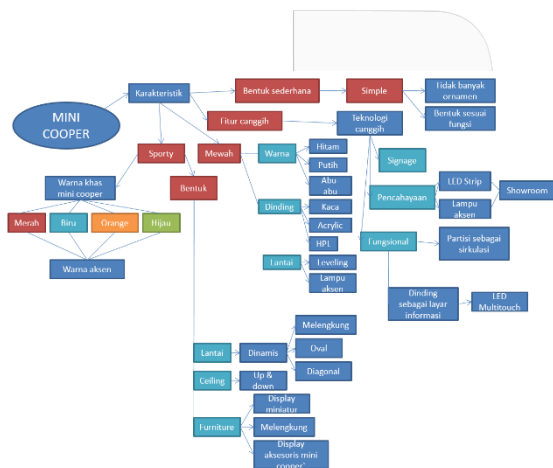 MINI
COOPER
Karakteristik
Bentuk sederhana
Simple
Tidak banyak
ornamen
Bentuk sesuai
fungsi
Fitur canggih
Teknologi
canggih
Signage
Pencahayaan
LED Strip
Lampu
aksen
Showroom
Fungsional
Partisi sebagai
sirkulasi
Dinding
sebagai layar
informasi
LED
Multitouch
Sporty
Mewah
Warna
Hitam
Putih
Abu
abu
Dinding
Kaca
Acrylic
HPL
Lantai
Leveling
Lampu
aksen
Warna khas
mini cooper
Merah
Biru
Orange
Hijau
Warna aksen
Bentuk
Lantai
Dinamis
Melengkung
Oval
Diagonal
Ceiling
Up &
down
Furniture
Display
miniatur
Melengkung
Display
aksesoris mini
cooper`